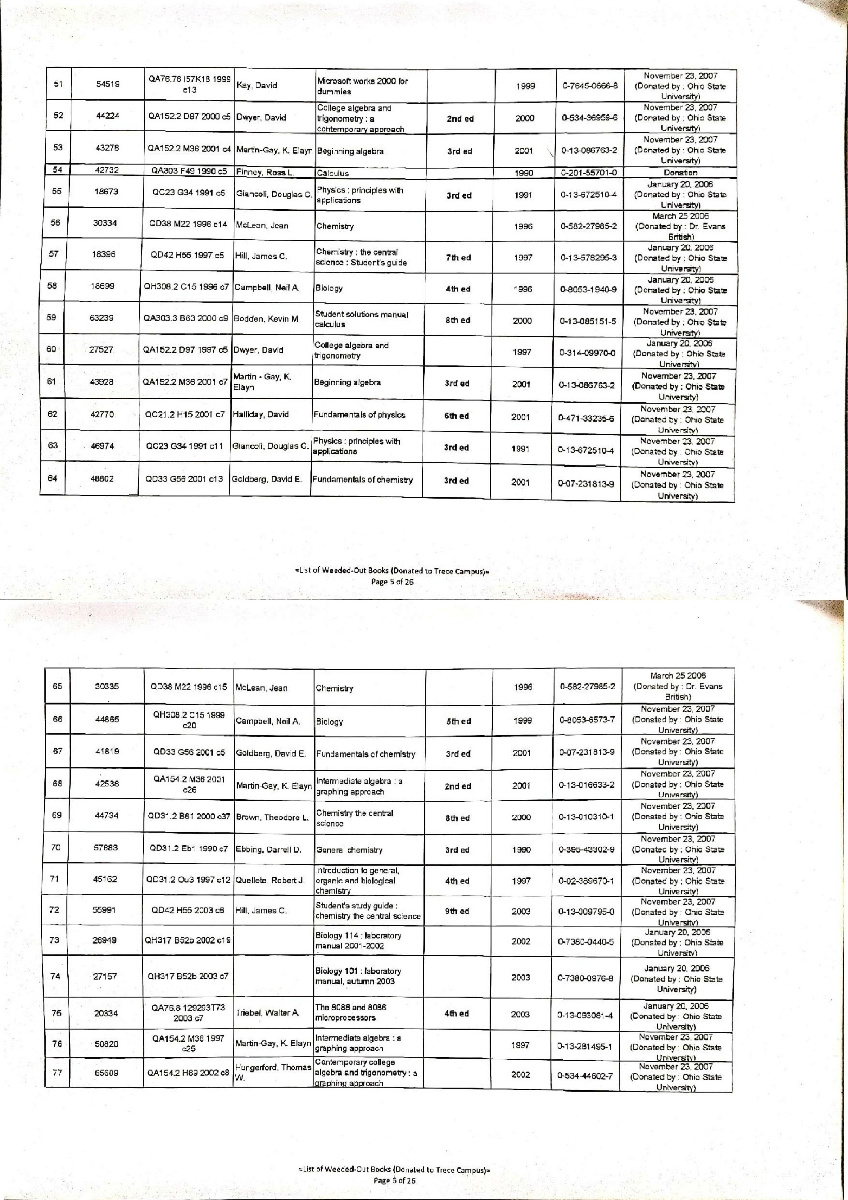 51 54519 QA76.76 I57K18 1999 c13 Kay, David Microsoft works 2000 for dummies 1999 0-7645-0666-8 November 23, 2007 (Donated by : Ohio State University)
52 44224 QA152.2 D97 2000 c5 Dwyer, David College algebra and trigonometry : a contemporary approach 2nd ed 2000 0-534-36959-6 November 23, 2007 (Donated by : Ohio State University)
53 43278 QA152.2 M36 2001 c4 Martin-Gay, K. Elayn Beginning algebra 3rd ed 2001 0-13-086763-2 November 23, 2007 (Donated by : Ohio State University)
54 42732 QA303 F49 1990 c5 Finney, Ross L. Calculus 1990 0-201-55701-0 Donation
55 18673 QC23 G34 1991 c5 Giancoli, Douglas C. Physics : principles with applications 3rd ed 1991 0-13-672510-4 January 20, 2006 (Donated by : Ohio State University)
56 30334 QD38 M22 1996 c14 McLean, Jean Chemistry 1996 0-582-27985-2 March 25 2006 (Donated by : Dr. Evans British)
57 18396 QD42 H55 1997 c5 Hill, James C. Chemistry : the central science : Student's guide 7th ed 1997 0-13-578295-3 January 20, 2006 (Donated by : Ohio State University)
58 18699 QH308.2 C15 1996 c7 Campbell, Neil A. Biology 4th ed 1996 0-8053-1940-9 January 20, 2006 (Donated by : Ohio State University)
59 63239 QA303.3 B63 2000 c9 Bodden, Kevin M Student solutions manual calculus 8th ed 2000 0-13-085151-5 November 23, 2007 (Donated by : Ohio State University)
60 27527 QA152.2 D97 1997 c5 Dwyer, David College algebra and trigonometry 1997 0-314-09970-0 January 20, 2006 (Donated by : Ohio State University)
61 43928 QA152.2 M36 2001 c7 Martin - Gay, K. Elayn Beginning algebra 3rd ed 2001 0-13-086763-2 November 23, 2007 (Donated by : Ohio State University)
62 42770 QC21.2 H15 2001 c7 Halliday, David Fundamentals of physics 6th ed 2001 0-471-33235-6 November 23, 2007 (Donated by : Ohio State University)
63 46974 QC23 G34 1991 c11 Giancoli, Douglas C. Physics : principles with applications 3rd ed 1991 0-13-672510-4 November 23, 2007 (Donated by : Ohio State University)
64 48802 QD33 G56 2001 c13 Goldberg, David E. Fundamentals of chemistry 3rd ed 2001 0-07-231813-9 November 23, 2007 (Donated by : Ohio State University)
=List of Weeded-Out Books (Donated to Trece Campus)=
Page 5 of 26
65 30335 QD38 M22 1996 c15 McLean, Jean Chemistry 1996 0-582-27985-2 March 25 2006 (Donated by : Dr. Evans British)
66 44865 QH308.2 C15 1999 c20 Campbell, Neil A. Biology 5th ed 1999 0-8053-6573-7 November 23, 2007 (Donated by : Ohio State University)
67 41819 QD33 G56 2001 c5 Goldberg, David E. Fundamentals of chemistry 3rd ed 2001 0-07-231813-9 November 23, 2007 (Donated by : Ohio State University)
68 42536 QA154.2 M36 2001 c26 Martin-Gay, K. Elayn Intermediate algebra : a graphing approach 2nd ed 2001 0-13-016633-2 November 23, 2007 (Donated by : Ohio State University)
69 44734 QD31.2 B81 2000 c37 Brown, Theodore L. Chemistry the central science 8th ed 2000 0-13-010310-1 November 23, 2007 (Donated by : Ohio State University)
70 57683 QD31.2 Eb1 1990 c7 Ebbing, Darrell D. General chemistry 3rd ed 1990 0-395-43302-9 November 23, 2007 (Donated by : Ohio State University)
71 45162 QD31.2 Ou3 1997 c12 Quellete, Robert J. Introduction to general, organic and biological chemistry 4th ed 1997 0-02-389670-1 November 23, 2007 (Donated by : Ohio State University)
72 55991 QD42 H55 2003 c6 Hill, James C. Student's study guide : chemistry the central science 9th ed 2003 0-13-009795-0 November 23, 2007 (Donated by : Ohio State University)
73 26949 QH317 B52b 2002 c19 Biology 114 : laboratory manual 2001-2002 2002 0-7380-0440-5 January 20, 2006 (Donated by : Ohio State University)
74 27157 QH317 B52b 2003 c7 Biology 101 : laboratory manual, autumn 2003 2003 0-7380-0976-8 January 20, 2006 (Donated by : Ohio State University)
75 20334 QA76.8 129293T73 2003 c7 Triebel, Walter A. The 8088 and 8086 microprocessors 4th ed 2003 0-13-093081-4 January 20, 2006 (Donated by : Ohio State University)
76 50820 QA154.2 M36 1997 c25 Martin-Gay, K. Elayn Intermediate algebra : a graphing approach 1997 0-13-281495-1 November 23, 2007 (Donated by : Ohio State University)
77 65609 QA154.2 H89 2002 c8 Hungerford, Thomas W. Contemporary college algebra and trigonometry : a graphing approach 2002 0-534-44602-7 November 23, 2007 (Donated by : Ohio State University)
=List of Weeded-Out Books (Donated to Trece Campus)=
Page 6 of 26